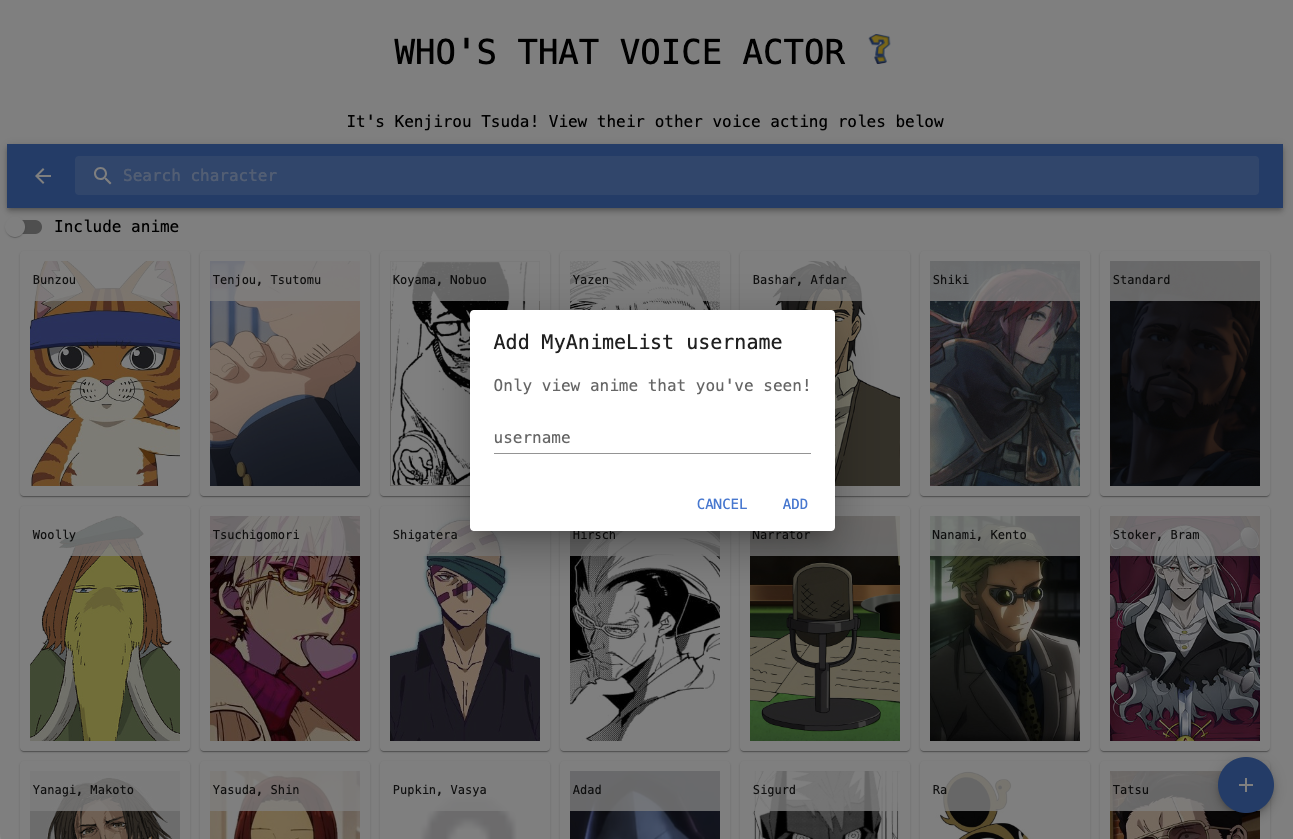 WHO'S THAT VOICE ACTOR ❓
It's Kenjirou Tsuda! View their other voice acting roles below
Search character
Include anime
Bunzou
Tenjou, Tsutomu
Koyama, Nobuo
Yazen
Bashar, Afdar
Shiki
Standard
Add MyAnimeList username
Only view anime that you've seen!
username
CANCEL
ADD
Woolly
Tsuchigomori
Shigatera
Hirsch
Narrator
Nanami, Kento
Stoker, Bram
Yanagi, Makoto
Yasuda, Shin
Pupkin, Vasya
Adad
Sigurd
Ra
Tatsu